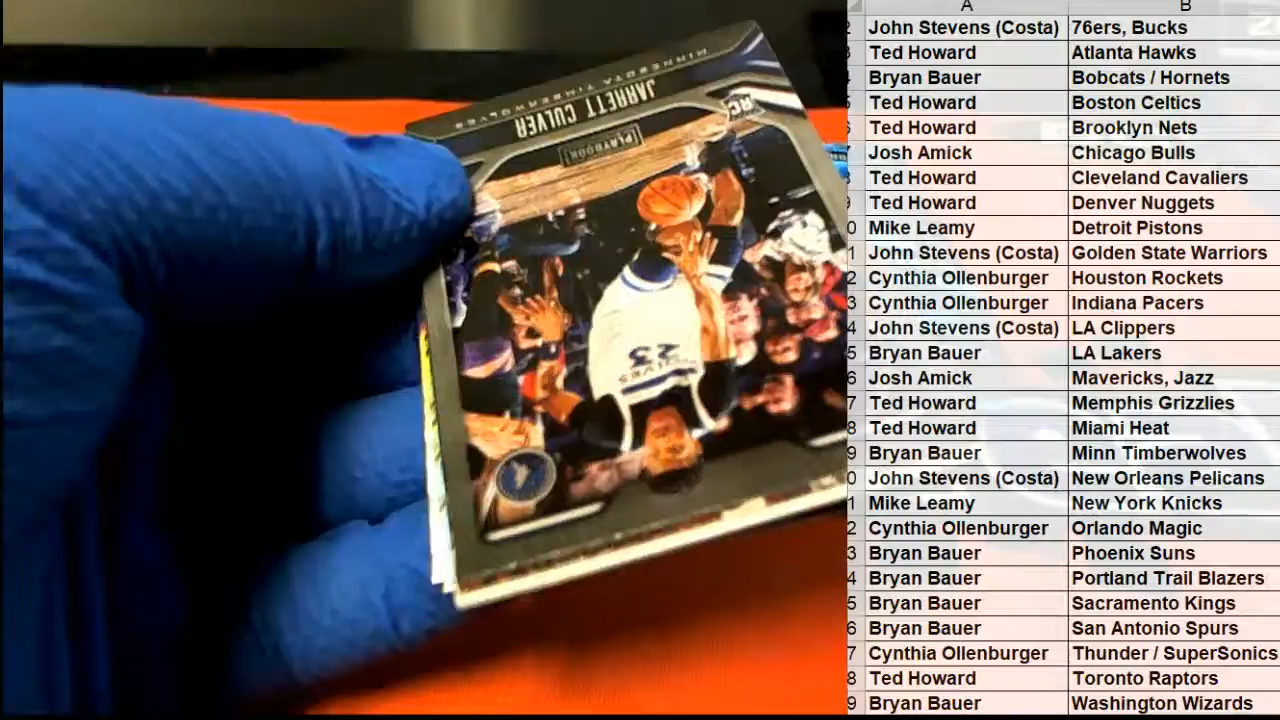 MINNESOTA TIMBERWOLVES
JARRETT CULVER
RC
PLAYBOOK
23
A B
John Stevens (Costa) 76ers, Bucks
Ted Howard Atlanta Hawks
Bryan Bauer Bobcats / Hornets
Ted Howard Boston Celtics
Ted Howard Brooklyn Nets
Josh Amick Chicago Bulls
Ted Howard Cleveland Cavaliers
Ted Howard Denver Nuggets
Mike Leamy Detroit Pistons
John Stevens (Costa) Golden State Warriors
Cynthia Ollenburger Houston Rockets
Cynthia Ollenburger Indiana Pacers
John Stevens (Costa) LA Clippers
Bryan Bauer LA Lakers
Josh Amick Mavericks, Jazz
Ted Howard Memphis Grizzlies
Ted Howard Miami Heat
Bryan Bauer Minn Timberwolves
John Stevens (Costa) New Orleans Pelicans
Mike Leamy New York Knicks
Cynthia Ollenburger Orlando Magic
Bryan Bauer Phoenix Suns
Bryan Bauer Portland Trail Blazers
Bryan Bauer Sacramento Kings
Bryan Bauer San Antonio Spurs
Cynthia Ollenburger Thunder / SuperSonics
Ted Howard Toronto Raptors
Bryan Bauer Washington Wizards